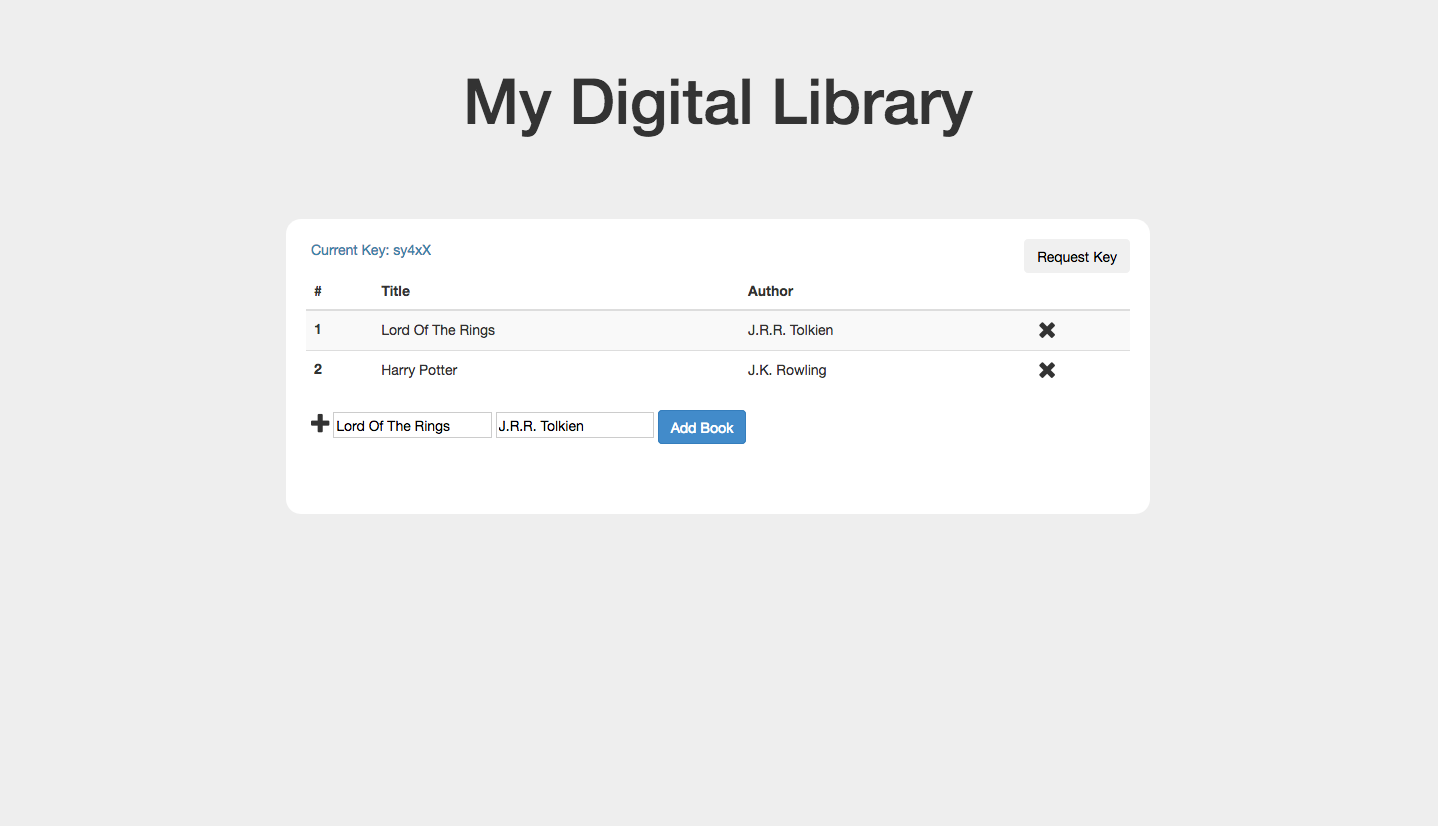 My Digital Library
Current Key: sy4xX
Request Key
# Title Author
1 Lord Of The Rings J.R.R. Tolkien
2 Harry Potter J.K. Rowling
Lord Of The Rings J.R.R. Tolkien Add Book